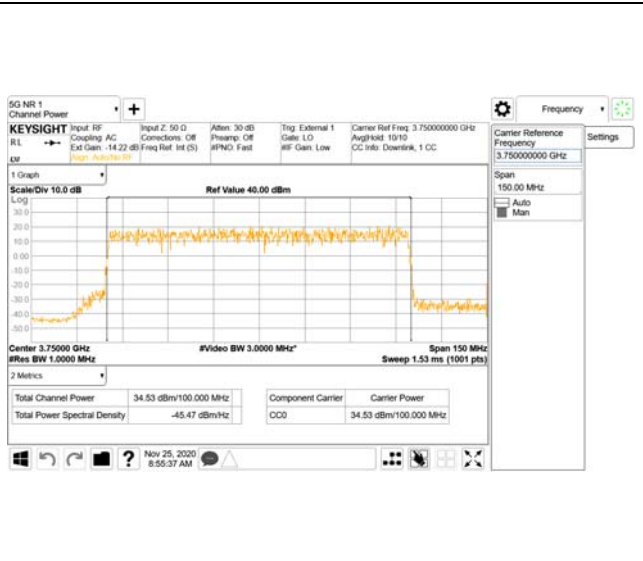 5G NR 1
Channel Power
Frequency
KEYSIGHT
RL
Input: RF
Coupling: AC
Ext Gain: -14.22 dB
Align: Auto/No RF
Input Z: 50 Ω
Corrections: Off
Freq Ref: Int (S)
Atten: 30 dB
Preamp: Off
#PNO: Fast
Trig: External 1
Gate: LO
#IF Gain: Low
Carrier Ref Freq: 3.750000000 GHz
Avg|Hold: 10/10
CC Info: Downlink, 1 CC
Carrier Reference
Frequency
3.750000000 GHz
Settings
Span
150.00 MHz
Auto
Man
1 Graph
Scale/Div 10.0 dB
Ref Value 40.00 dBm
Log
30.0
20.0
10.0
0.00
-10.0
-20.0
-30.0
-40.0
-50.0
Center 3.75000 GHz
#Video BW 3.0000 MHz*
Span 150 MHz
#Res BW 1.0000 MHz
Sweep 1.53 ms (1001 pts)
2 Metrics
Total Channel Power
34.53 dBm/100.000 MHz
Total Power Spectral Density
-45.47 dBm/Hz
Component Carrier
Carrier Power
CC0
34.53 dBm/100.000 MHz
?
Nov 25, 2020
8:55:37 AM